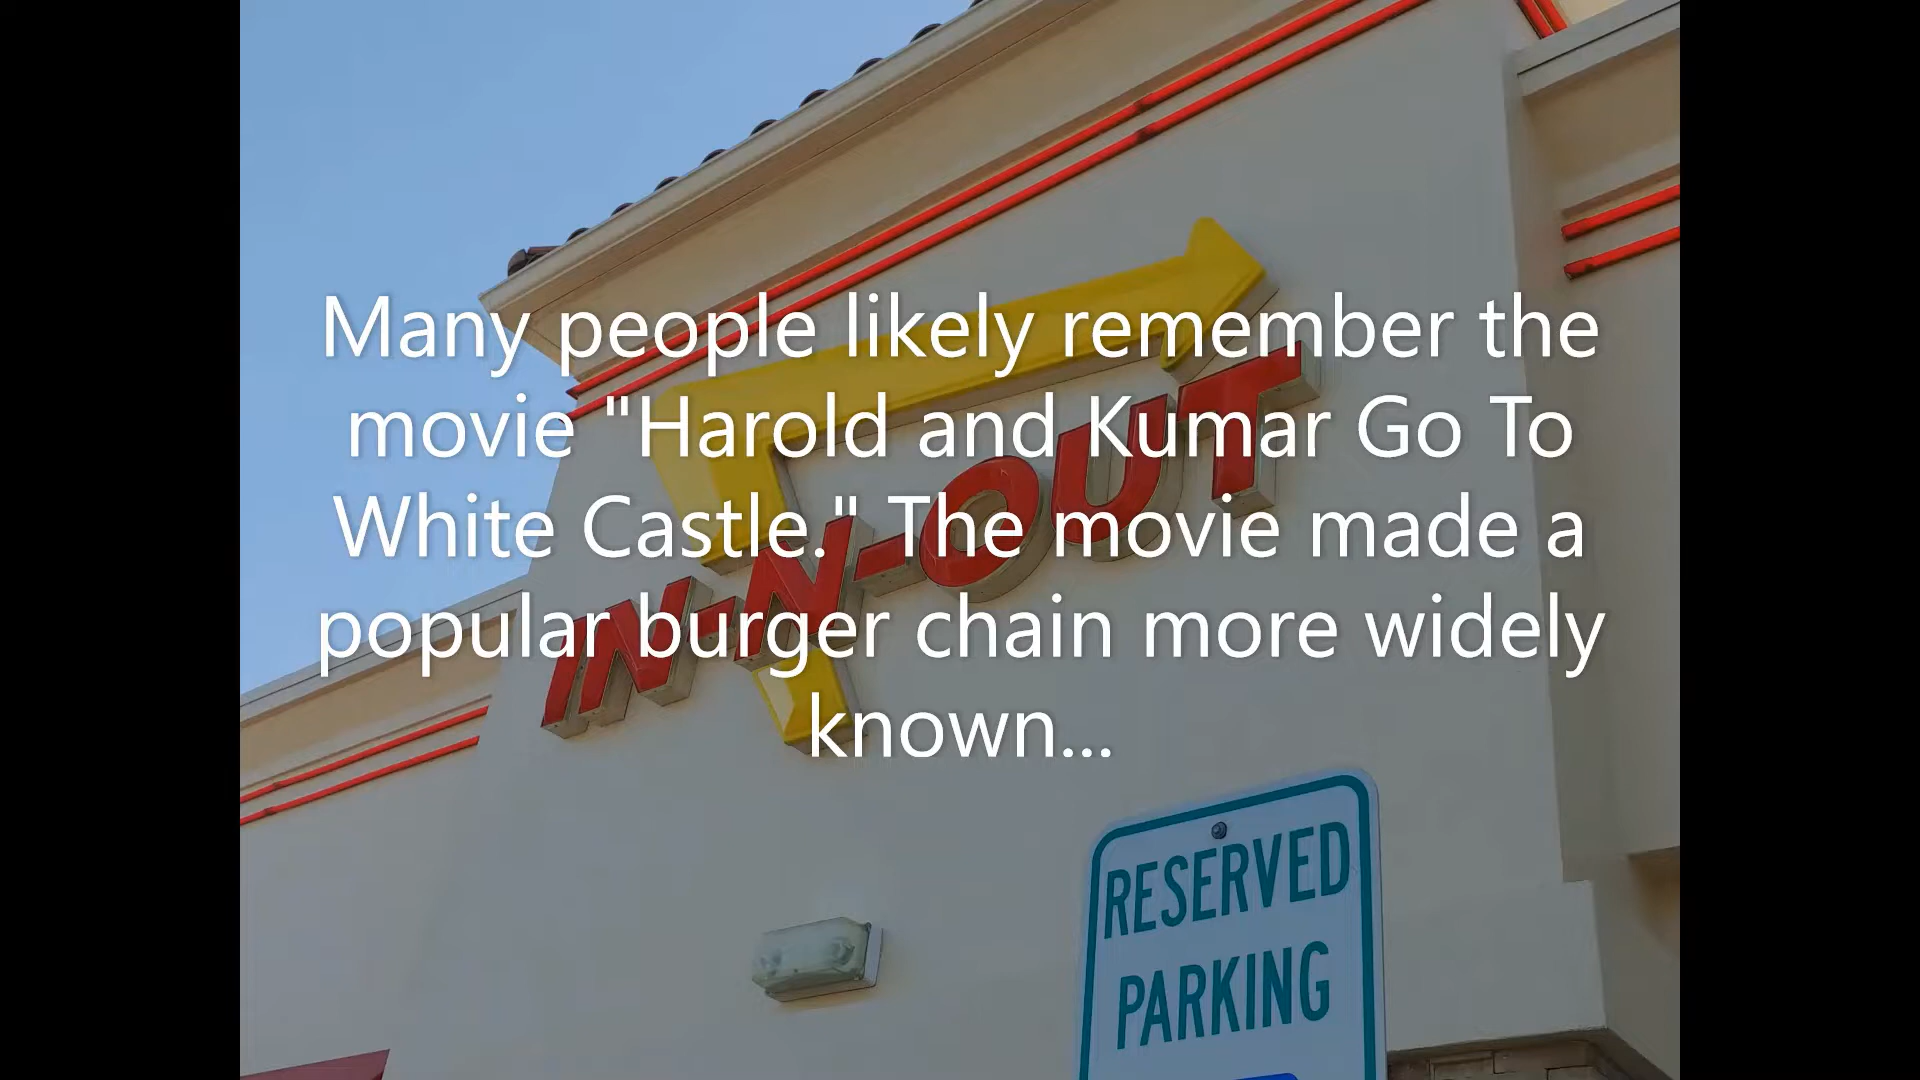 Many people likely remember the
movie "Harold and Kumar Go To
White Castle." The movie made a
popular burger chain more widely
known...
IN-N-OUT
RESERVED
PARKING